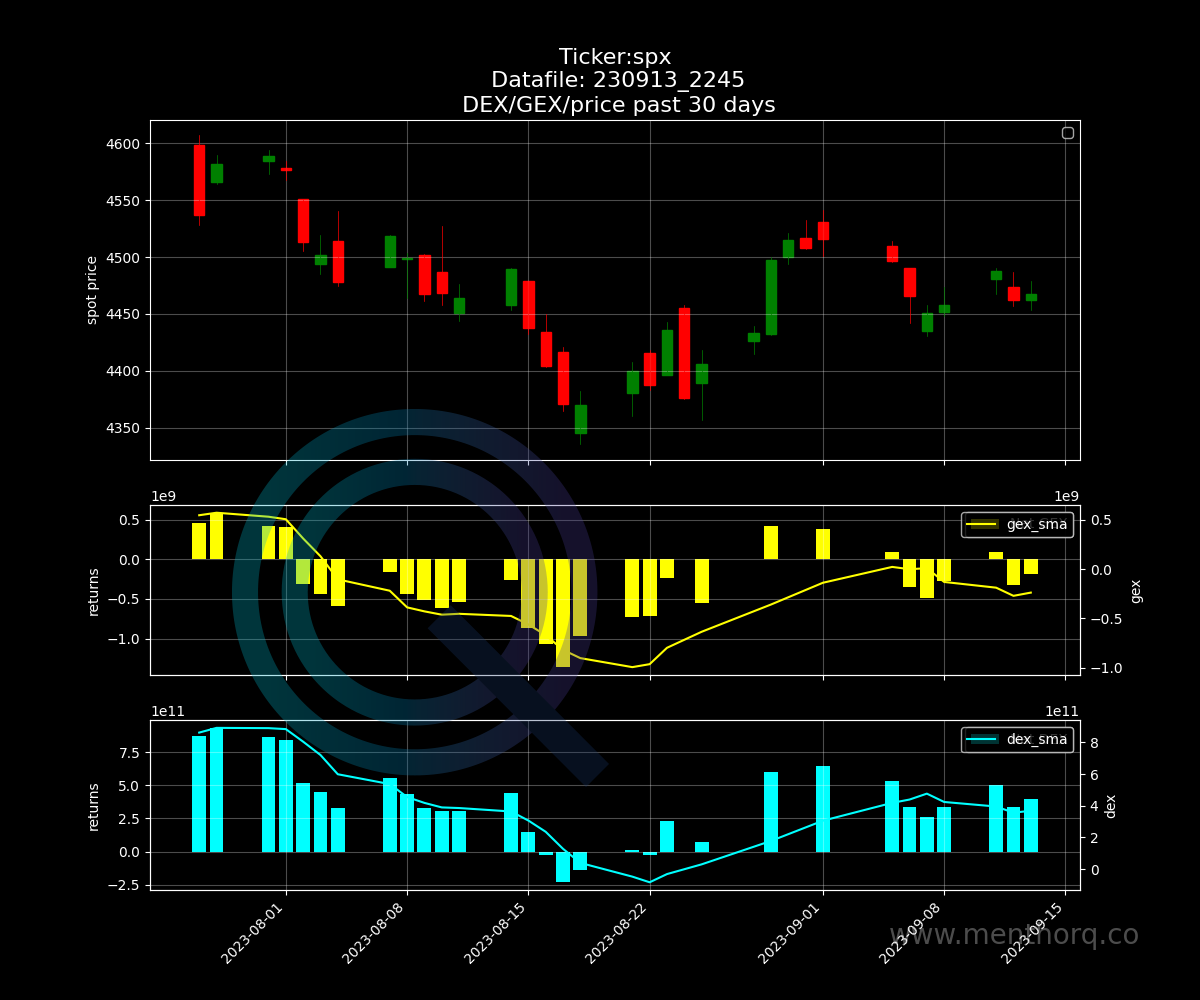 Ticker:spx
Datafile: 230913_2245
DEX/GEX/price past 30 days
4600
4550
4500
4450
4400
4350
spot price
1e9
1e9
0.5
0.0
−0.5
−1.0
returns
gex_sma
0.5
0.0
−0.5
−1.0
gex
1e11
1e11
7.5
5.0
2.5
0.0
−2.5
returns
dex_sma
8
6
4
2
0
dex
2023-08-01
2023-08-08
2023-08-15
2023-08-22
2023-09-01
2023-09-08
2023-09-15
www.menthorq.co